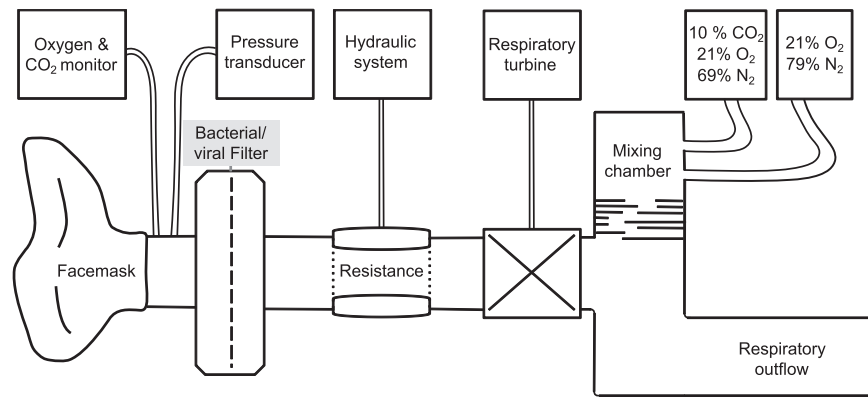 Oxygen &
CO₂ monitor
Pressure
transducer
Hydraulic
system
Respiratory
turbine
10 % CO₂
21% O₂
69% N₂
21% O₂
79% N₂
Bacterial/
viral Filter
Mixing
chamber
Facemask
Resistance
Respiratory
outflow